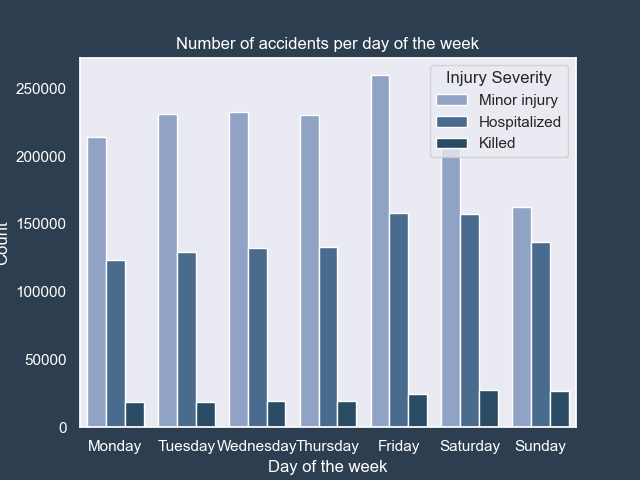 Number of accidents per day of the week
Injury Severity
Minor injury
Hospitalized
Killed
250000
200000
150000
100000
50000
0
Count
Monday Tuesday Wednesday Thursday Friday Saturday Sunday
Day of the week